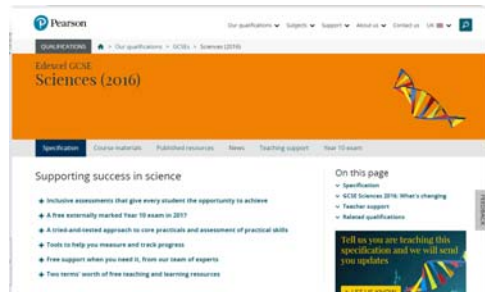 Pearson
Our qualifications Subjects Support About us Contact us UK
QUALIFICATIONS > Our qualifications > GCSEs > Sciences (2016)
Edexcel GCSE
Sciences (2016)
Specification Course materials Published resources News Teaching support Year 10 exam
Supporting success in science
+ Inclusive assessments that give every student the opportunity to achieve
+ A free externally marked Year 10 exam in 2017
+ A tried-and-tested approach to core practicals and assessment of practical skills
+ Tools to help you measure and track progress
+ Free support when you need it, from our team of experts
+ Two terms' worth of free teaching and learning resources
On this page
Specification
GCSE Sciences 2016: What's changing
Teacher support
Related qualifications
Tell us you are teaching this
specification and we will send
you updates
LET US KNOW
FEEDBACK